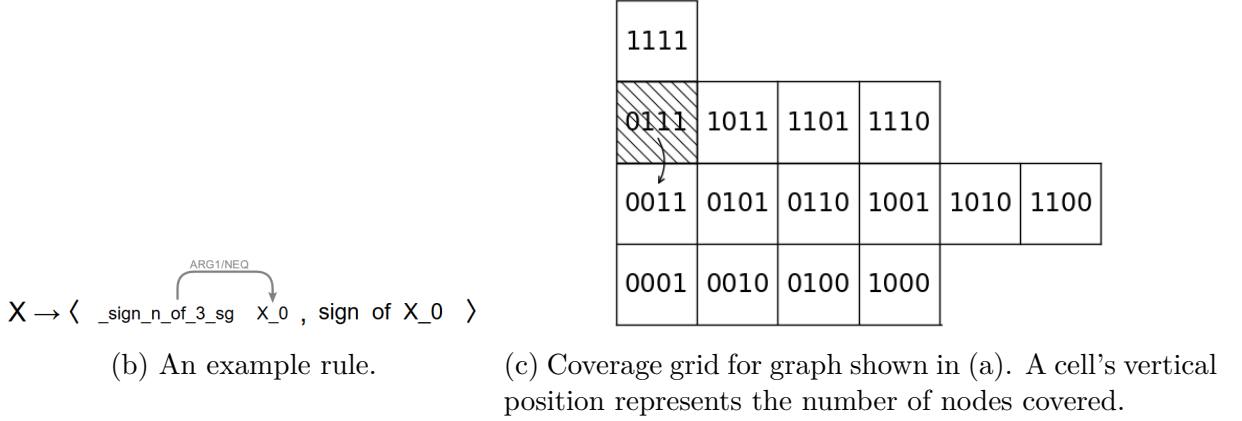 1111
0111 1011 1101 1110
0011 0101 0110 1001 1010 1100
0001 0010 0100 1000
ARG1/NEQ
X → ⟨ _sign_n_of_3_sg X_0 , sign of X_0 ⟩
(b) An example rule.
(c) Coverage grid for graph shown in (a). A cell's vertical
position represents the number of nodes covered.